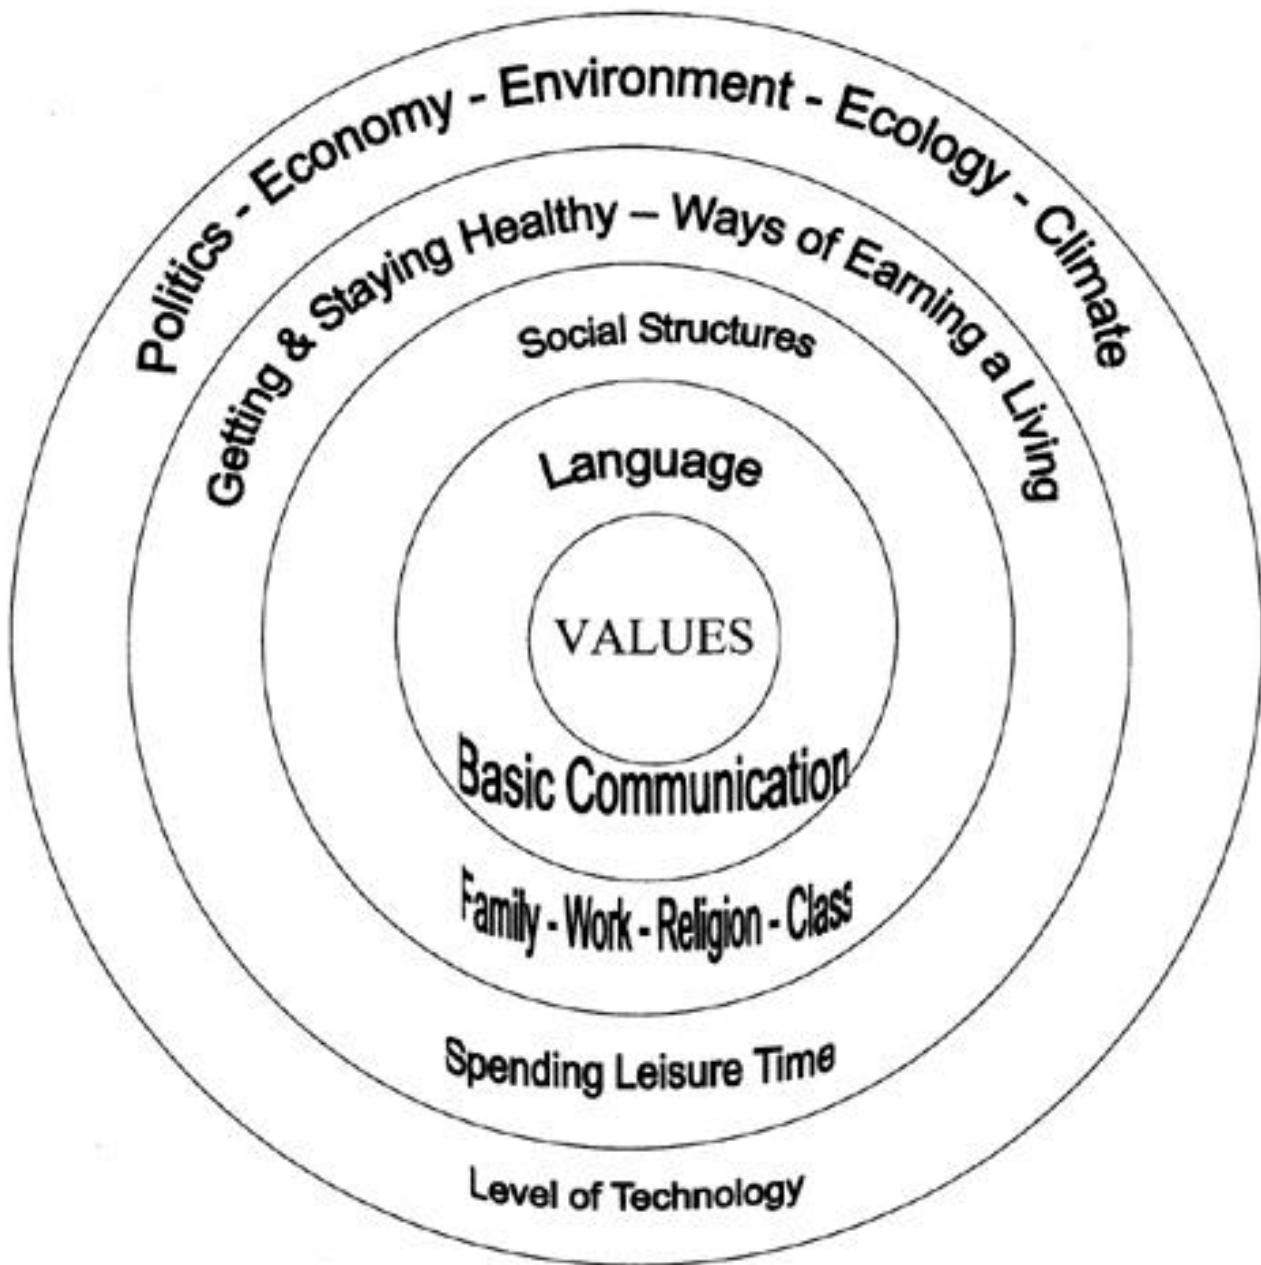 Politics - Economy - Environment - Ecology - Climate
Getting & Staying Healthy – Ways of Earning a Living
Social Structures
Language
VALUES
Basic Communication
Family - Work - Religion - Class
Spending Leisure Time
Level of Technology